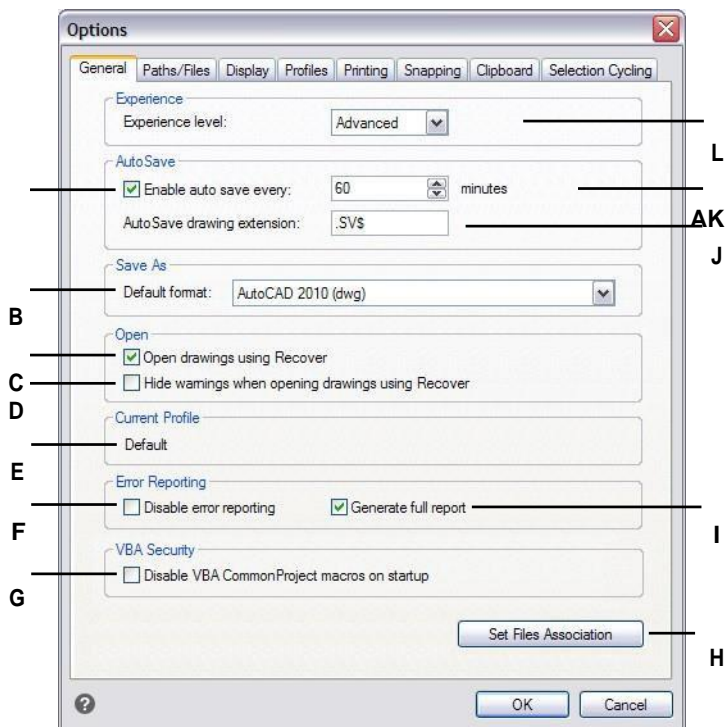 Options
General Paths/Files Display Profiles Printing Snapping Clipboard Selection Cycling
Experience
Experience level: Advanced
L
AutoSave
Enable auto save every: 60 minutes
AK
AutoSave drawing extension: .SV$
J
Save As
Default format: AutoCAD 2010 (dwg)
B
Open
Open drawings using Recover
C
Hide warnings when opening drawings using Recover
D
Current Profile
Default
E
Error Reporting
Disable error reporting Generate full report
F
I
VBA Security
Disable VBA CommonProject macros on startup
G
Set Files Association
H
? OK Cancel